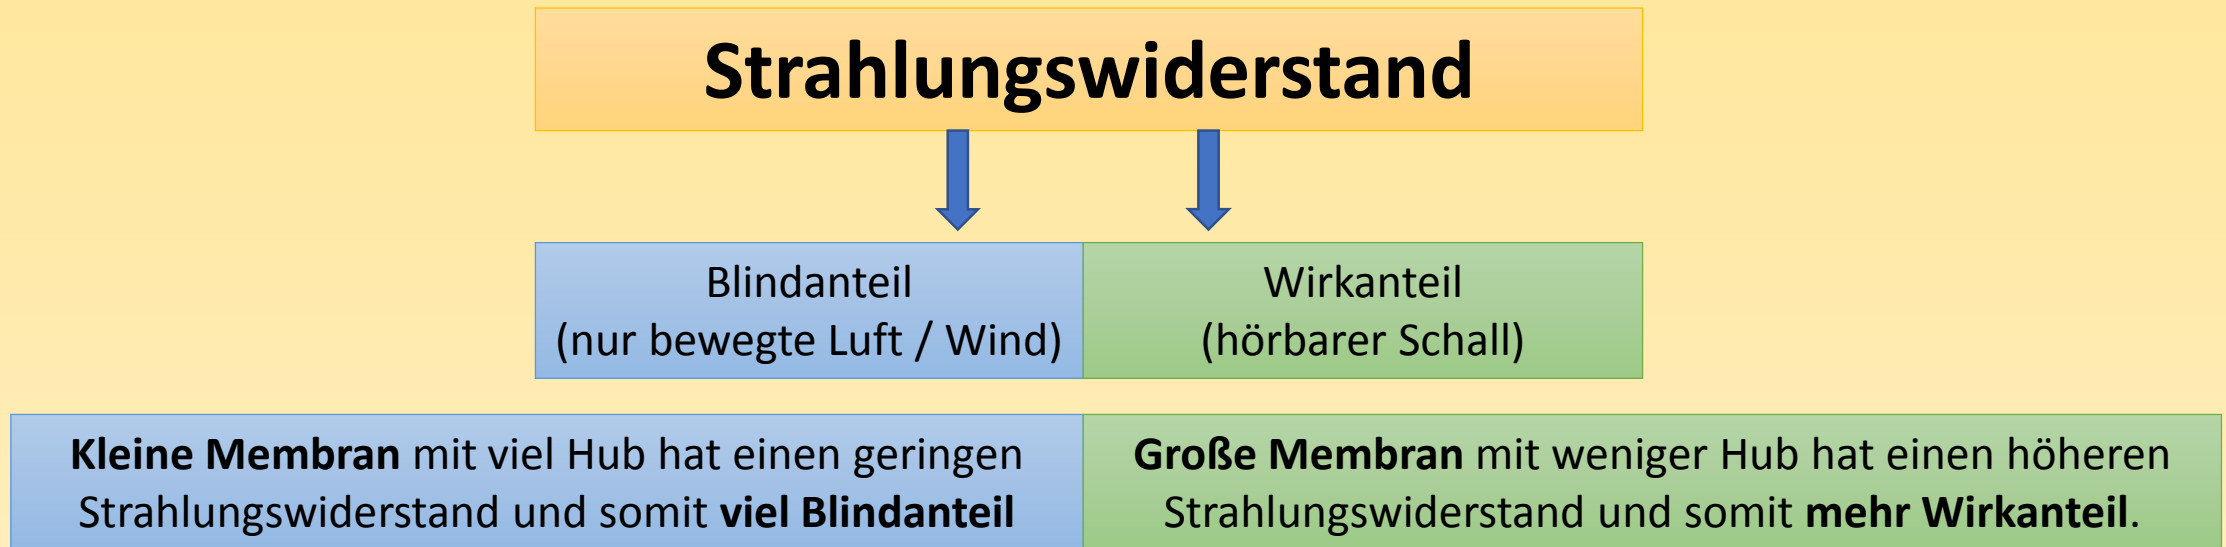 Strahlungswiderstand
Blindanteil
(nur bewegte Luft / Wind)
Wirkanteil
(hörbarer Schall)
Kleine Membran mit viel Hub hat einen geringen
Strahlungswiderstand und somit viel Blindanteil
Große Membran mit weniger Hub hat einen höheren
Strahlungswiderstand und somit mehr Wirkanteil.